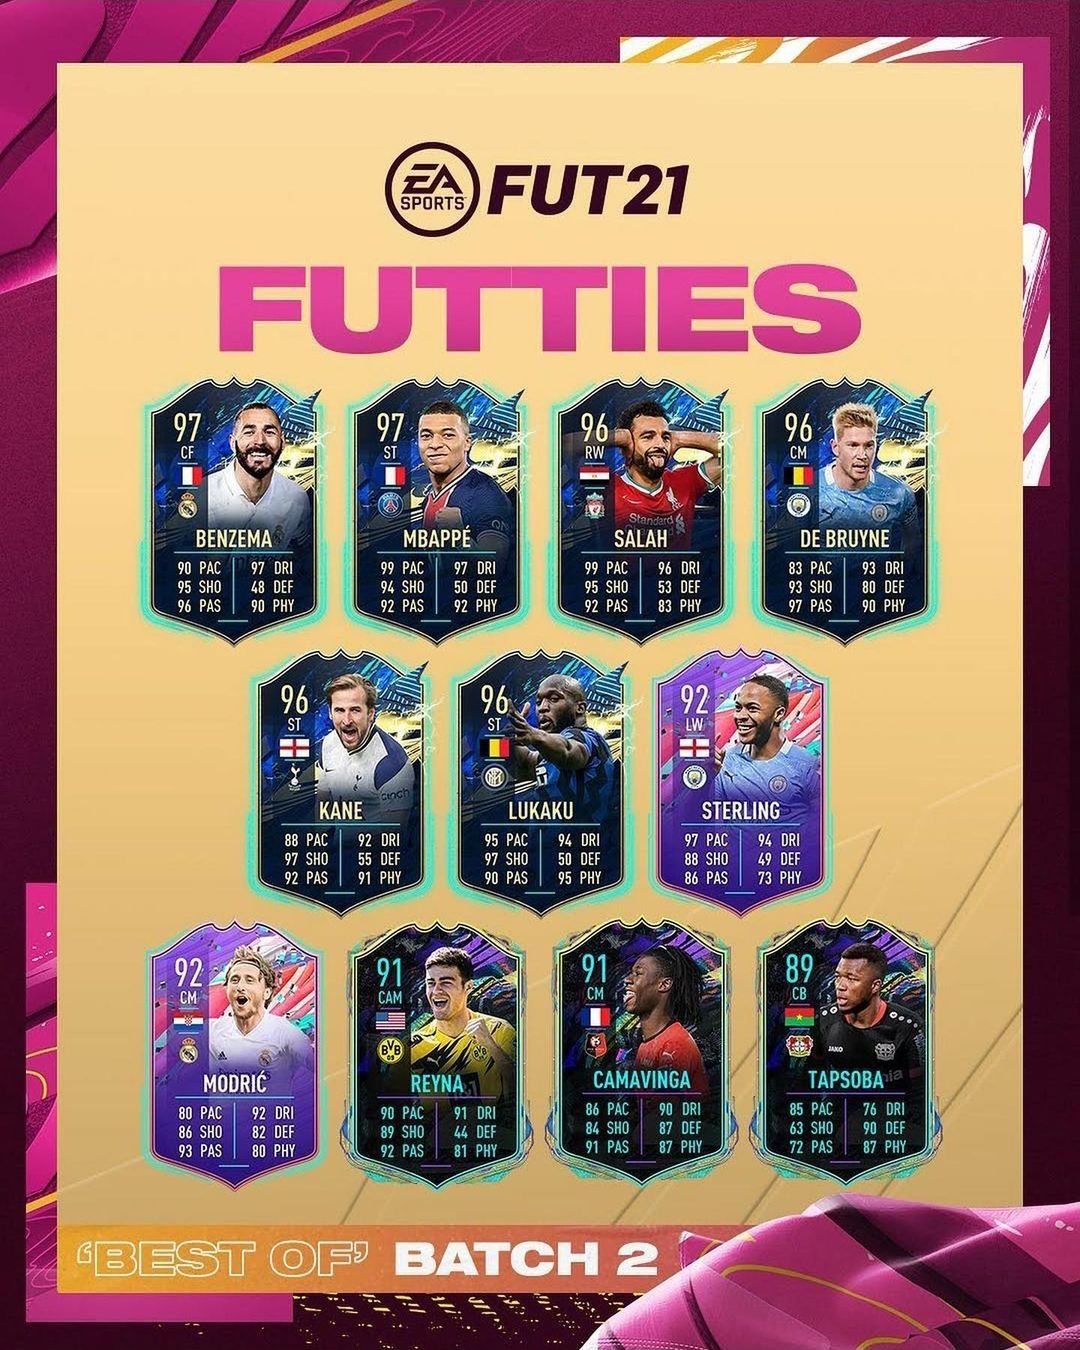 EA
SPORTS
FUT21
FUTTIES
97
CF
BENZEMA
90 PAC 97 DRI
95 SHO 48 DEF
96 PAS 90 PHY
97
ST
MBAPPÉ
99 PAC 97 DRI
94 SHO 50 DEF
92 PAS 92 PHY
96
RW
Standard
SALAH
99 PAC 96 DRI
95 SHO 53 DEF
92 PAS 83 PHY
96
CM
DE BRUYNE
83 PAC 93 DRI
93 SHO 80 DEF
97 PAS 90 PHY
96
ST
cinch
KANE
88 PAC 92 DRI
97 SHO 55 DEF
92 PAS 91 PHY
96
ST
LUKAKU
95 PAC 94 DRI
97 SHO 50 DEF
90 PAS 95 PHY
92
LW
STERLING
97 PAC 94 DRI
88 SHO 49 DEF
86 PAS 73 PHY
92
CM
MODRIĆ
80 PAC 92 DRI
86 SHO 82 DEF
93 PAS 80 PHY
91
CAM
BVB
09
REYNA
90 PAC 91 DRI
89 SHO 44 DEF
92 PAS 81 PHY
91
CM
CAMAVINGA
86 PAC 90 DRI
84 SHO 87 DEF
91 PAS 87 PHY
89
CB
JAKO
TAPSOBA
85 PAC 76 DRI
63 SHO 90 DEF
72 PAS 87 PHY
‘BEST OF’ BATCH 2